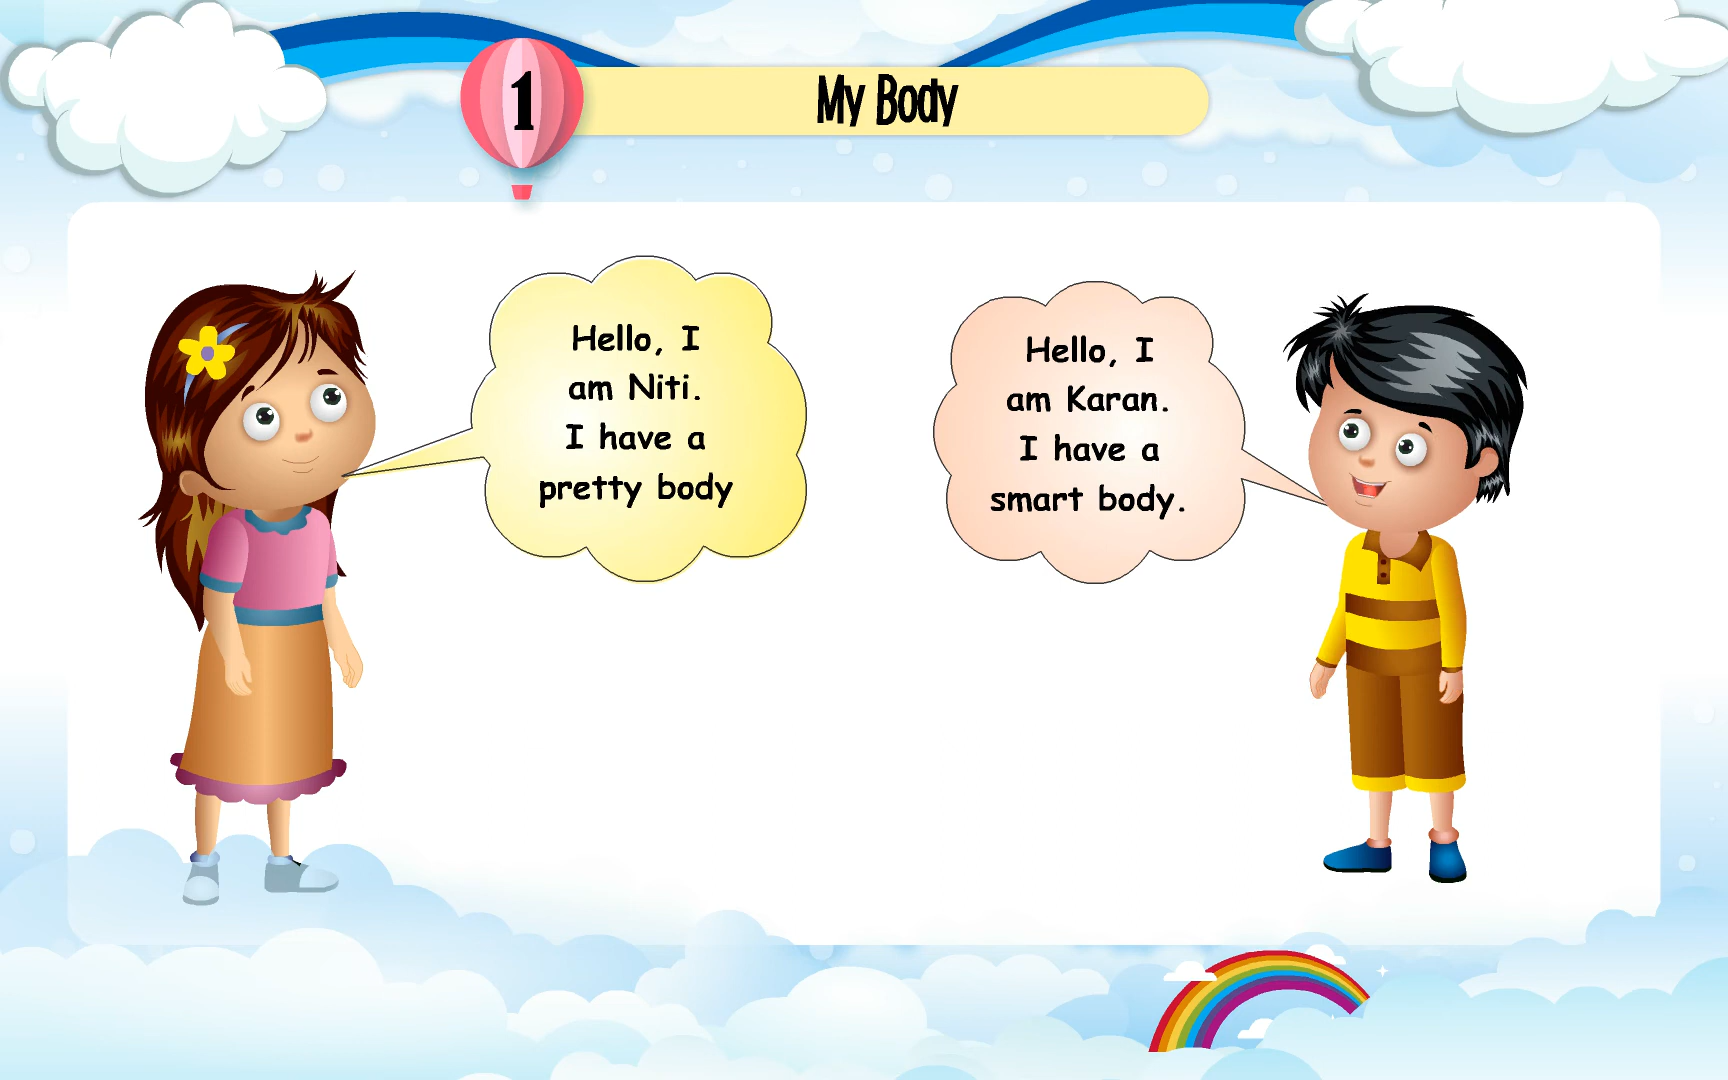 1
My Body
Hello, I
am Niti.
I have a
pretty body
Hello, I
am Karan.
I have a
smart body.